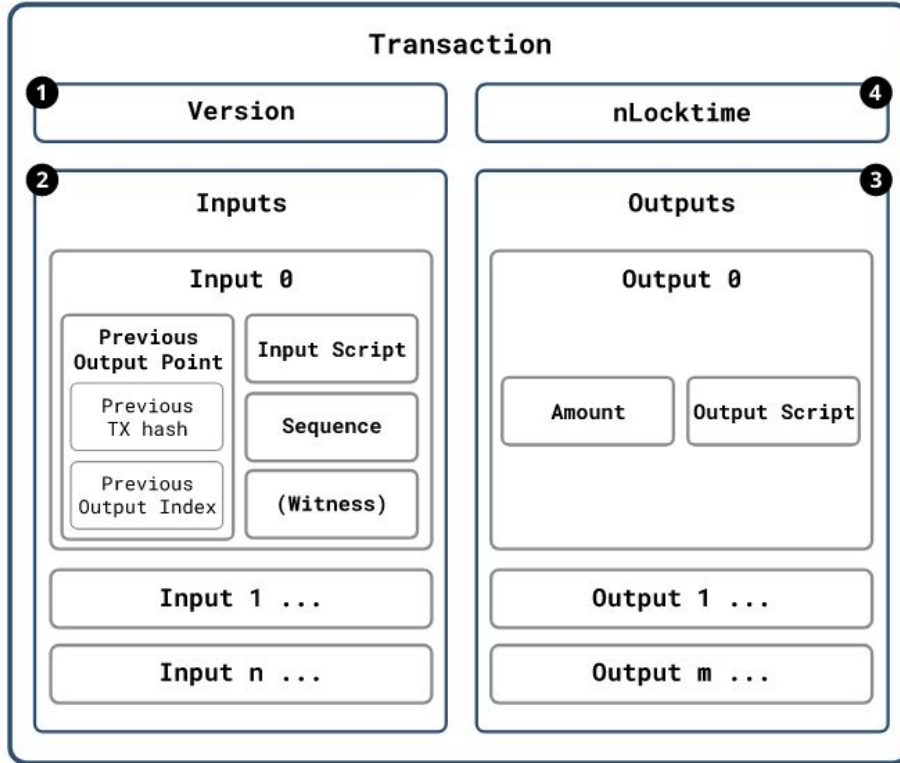 Transaction
1
Version
4
nLocktime
2
Inputs
Input 0
Previous
Output Point
Previous
TX hash
Previous
Output Index
Input Script
Sequence
(Witness)
Input 1 ...
Input n ...
3
Outputs
Output 0
Amount
Output Script
Output 1 ...
Output m ...